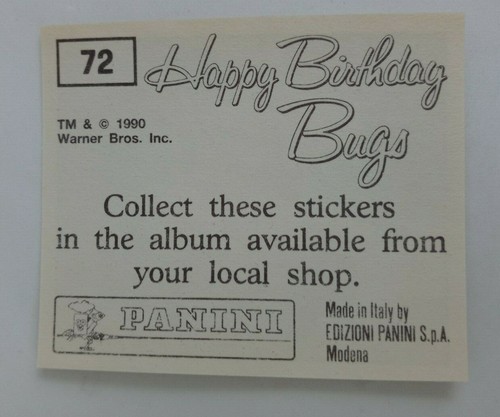 72
Happy Birthday
Bugs
TM & © 1990
Warner Bros. Inc.
Collect these stickers
in the album available from
your local shop.
PANINI
Made in Italy by
EDIZIONI PANINI S.p.A.
Modena